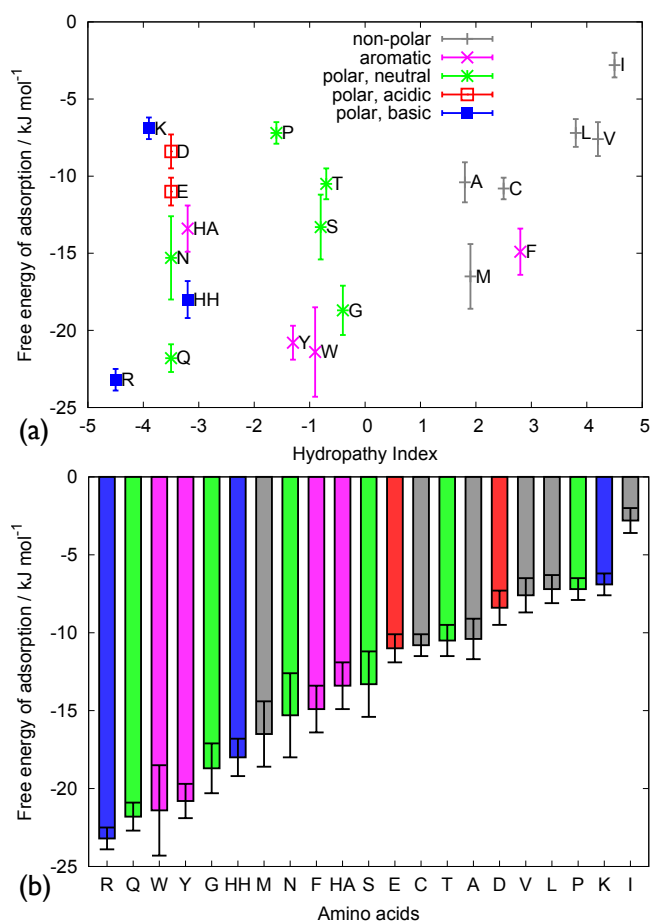 0
-5
-10
-15
-20
-25
Free energy of adsorption / kJ mol⁻¹
non-polar
aromatic
polar, neutral
polar, acidic
polar, basic
I
K
P
L
V
D
T
A
C
E
HA
S
F
N
M
HH
G
Y
W
Q
R
(a)
-5 -4 -3 -2 -1 0 1 2 3 4 5
Hydropathy Index
0
-5
-10
-15
-20
-25
Free energy of adsorption / kJ mol⁻¹
(b)
R Q W Y G HH M N F HA S E C T A D V L P K I
Amino acids